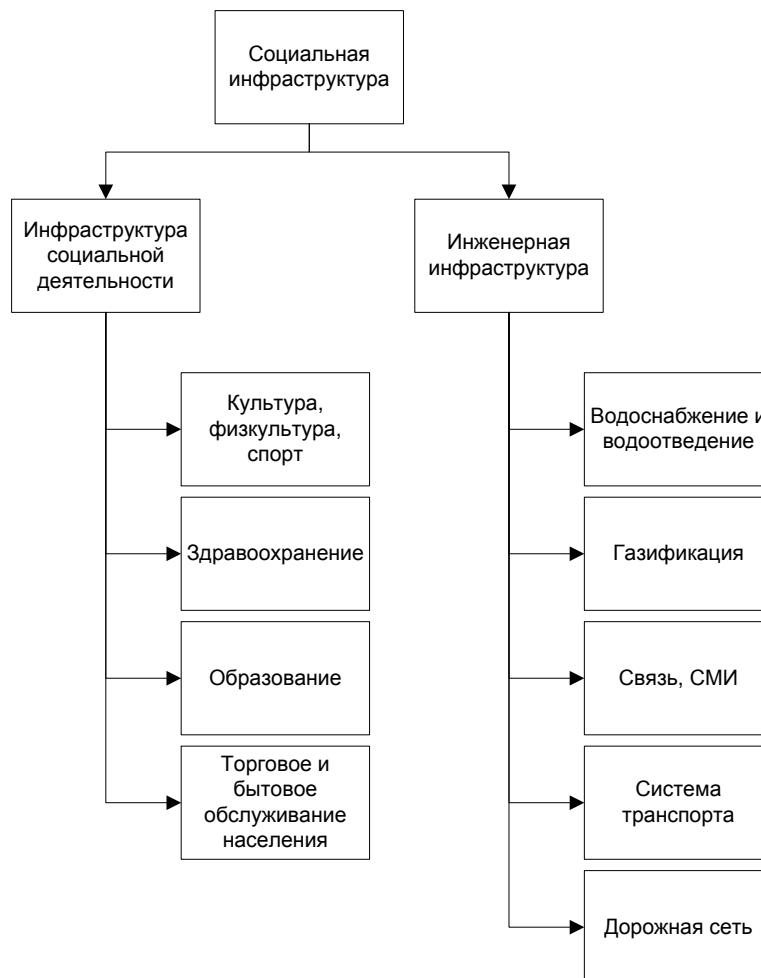 Социальная
инфраструктура
Инфраструктура
социальной
деятельности
Инженерная
инфраструктура
Культура,
физкультура,
спорт
Здравоохранение
Образование
Торговое и
бытовое
обслуживание
населения
Водоснабжение и
водоотведение
Газификация
Связь, СМИ
Система
транспорта
Дорожная сеть